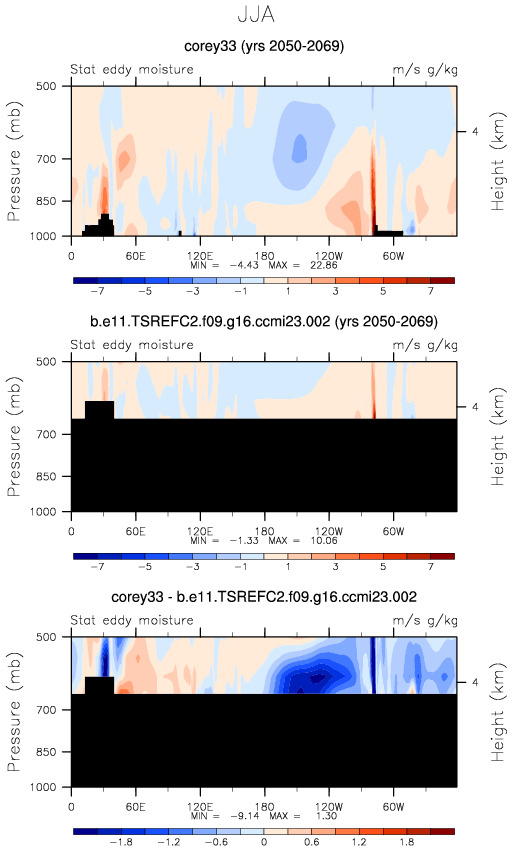 JJA
corey33 (yrs 2050-2069)
Stat eddy moisture m/s g/kg
Pressure (mb)
500
700
850
1000
4
Height (km)
0 60E 120E 180 120W 60W
MIN = -4.43 MAX = 22.86
-7 -5 -3 -1 1 3 5 7
b.e11.TSREFC2.f09.g16.ccmi23.002 (yrs 2050-2069)
Stat eddy moisture m/s g/kg
Pressure (mb)
500
700
850
1000
4
Height (km)
0 60E 120E 180 120W 60W
MIN = -1.33 MAX = 10.06
-7 -5 -3 -1 1 3 5 7
corey33 - b.e11.TSREFC2.f09.g16.ccmi23.002
Stat eddy moisture m/s g/kg
Pressure (mb)
500
700
850
1000
4
Height (km)
0 60E 120E 180 120W 60W
MIN = -9.14 MAX = 1.30
-1.8 -1.2 -0.6 0 0.6 1.2 1.8